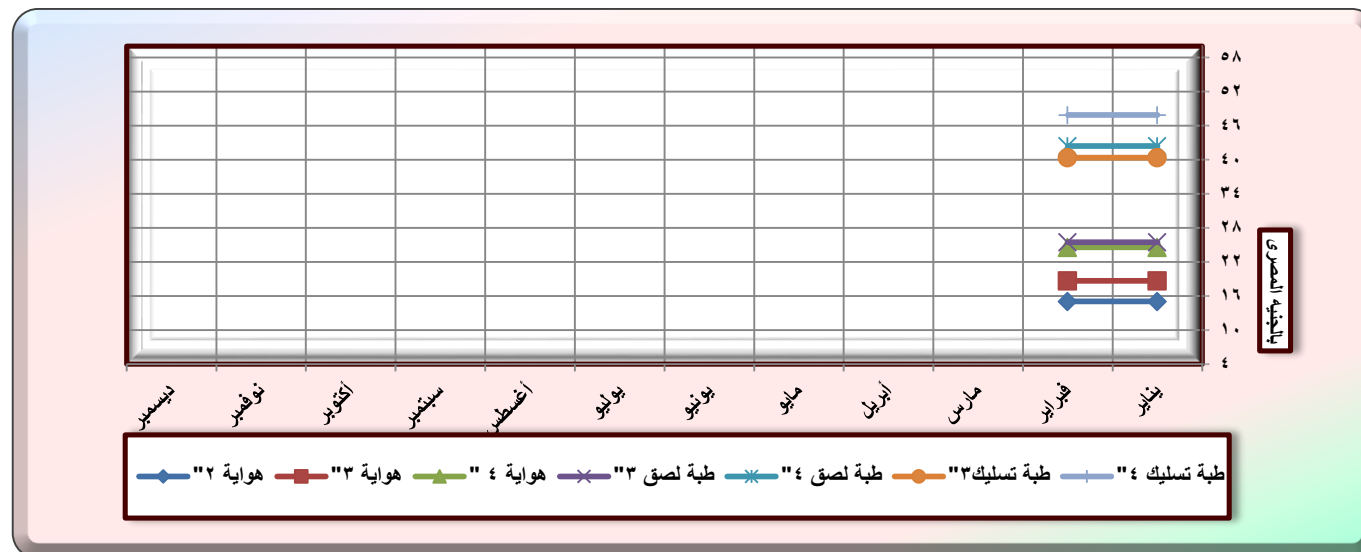 ٥٨
٥٢
٤٦
٤٠
٣٤
٢٨
٢٢
١٦
١٠
٤
بالجنيه المصرى
يناير
فبراير
مارس
أبريل
مايو
يونيو
يوليو
أغسطس
سبتمبر
أكتوبر
نوفمبر
ديسمبر
طبة تسليك ٤"
طبة تسليك٣"
طبة لصق ٤"
طبة لصق ٣"
هواية ٤ "
هواية ٣"
هواية ٢"